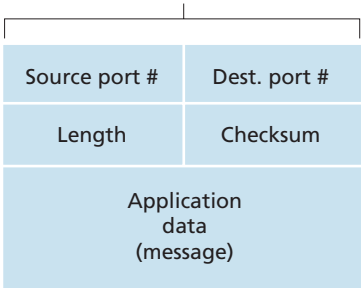 Source port #
Dest. port #
Length
Checksum
Application
data
(message)